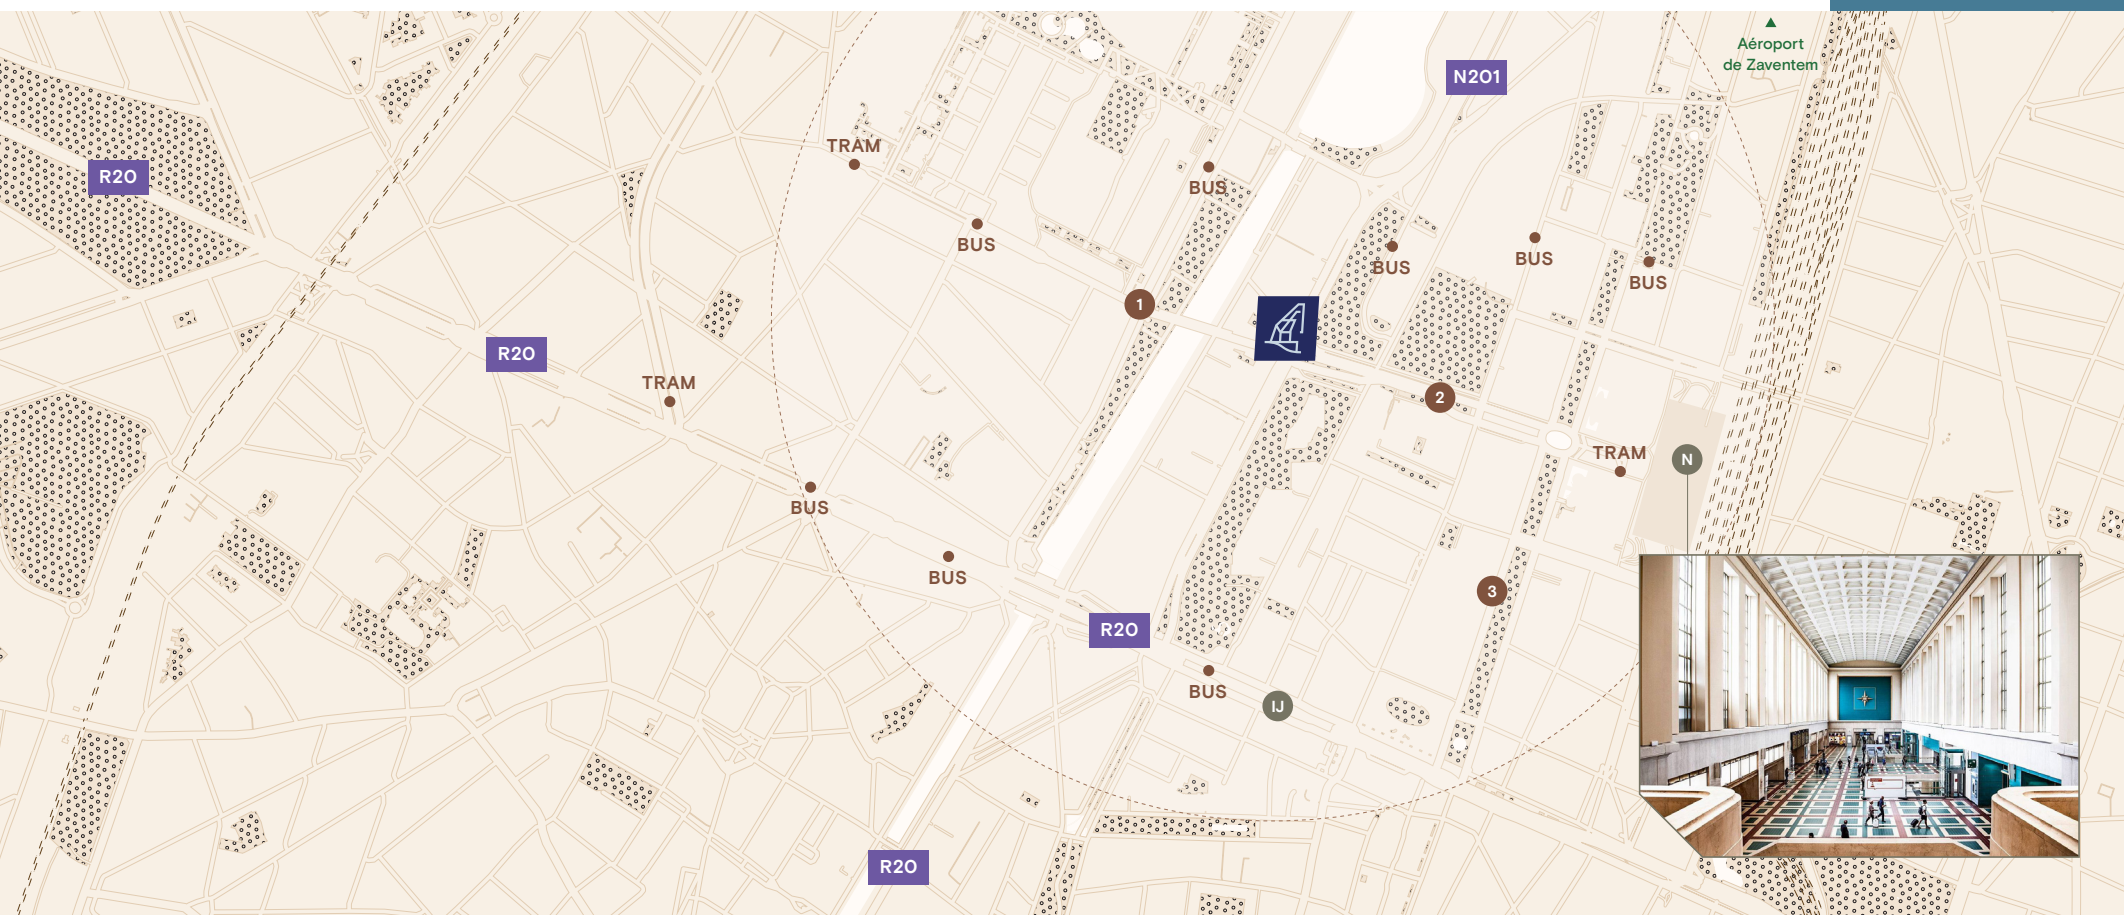 Aéroport
de Zaventem
N201
TRAM
R20
BUS
BUS
BUS
BUS
BUS
1
R20
TRAM
2
TRAM
N
BUS
BUS
3
R20
BUS
IJ
R20